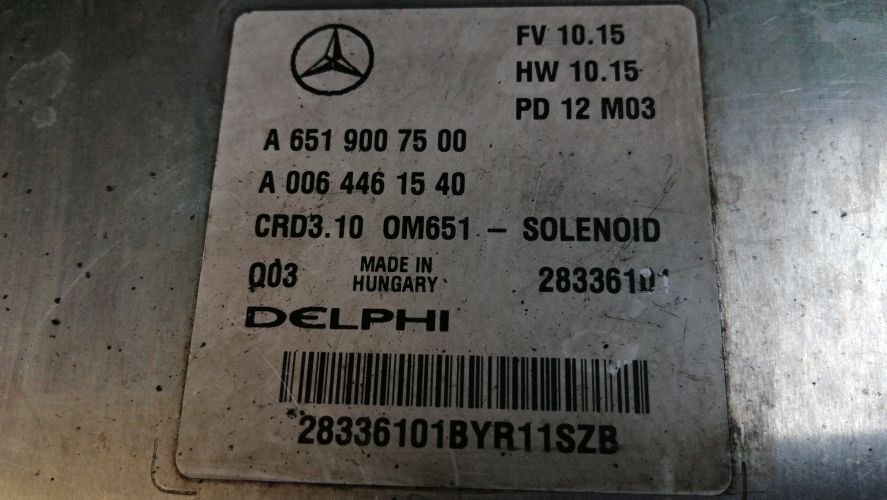 FV 10.15
HW 10.15
PD 12 M03
A 651 900 75 00
A 006 446 15 40
CRD3.10 OM651 – SOLENOID
Q03 MADE IN HUNGARY 28336101
DELPHI
28336101BYR11SZB